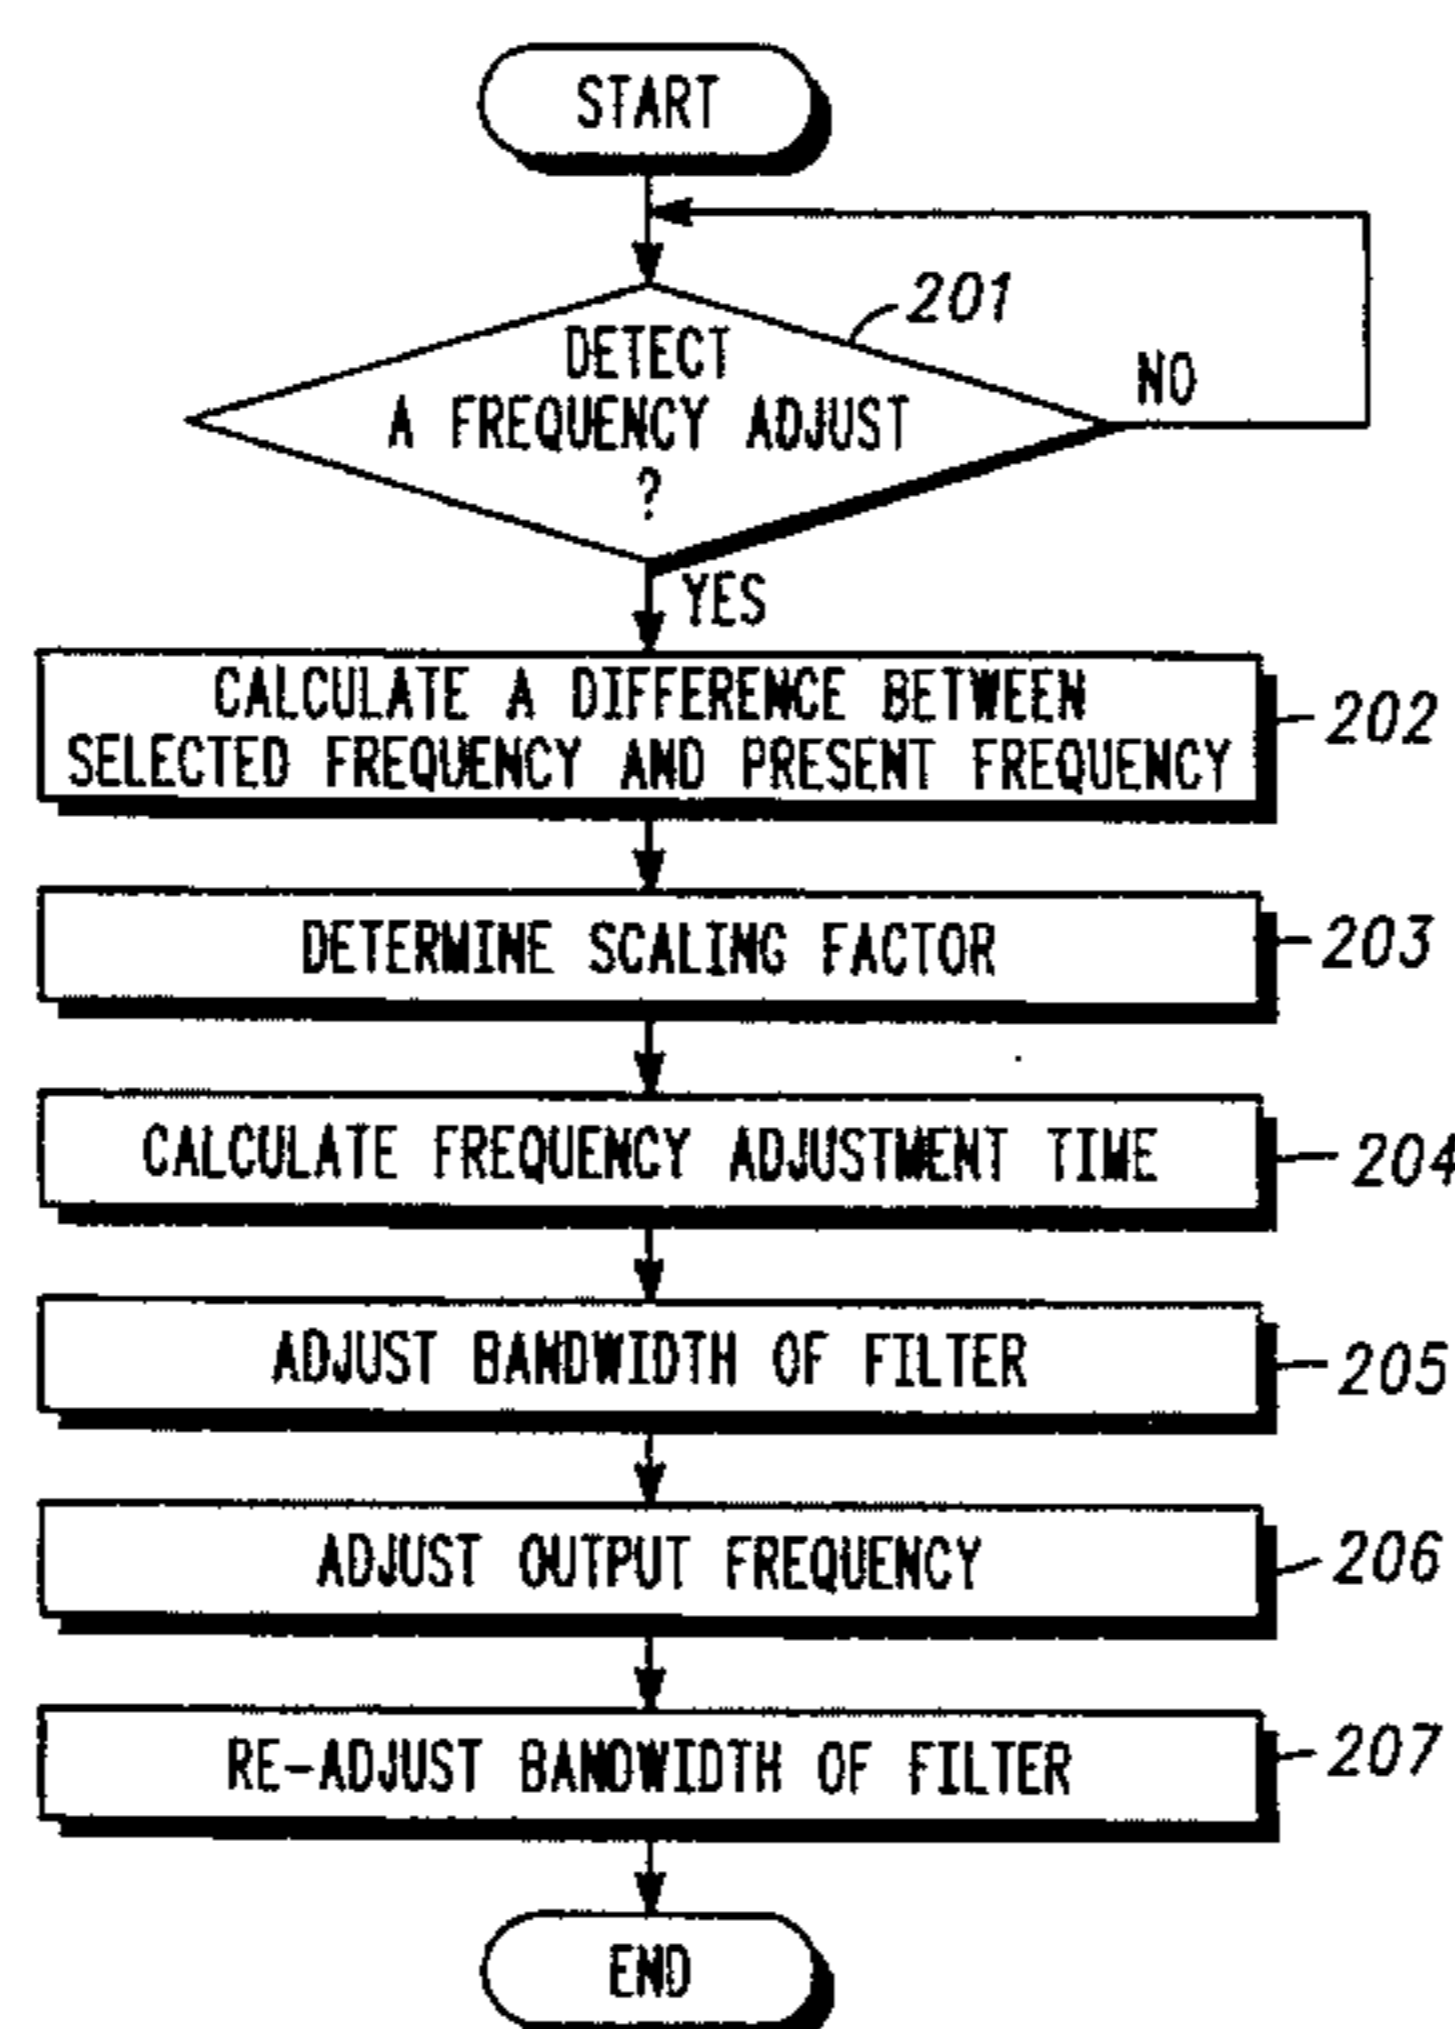 START
201
DETECT
A FREQUENCY ADJUST
?
NO
YES
CALCULATE A DIFFERENCE BETWEEN
SELECTED FREQUENCY AND PRESENT FREQUENCY
202
DETERMINE SCALING FACTOR
203
CALCULATE FREQUENCY ADJUSTMENT TIME
204
ADJUST BANDWIDTH OF FILTER
205
ADJUST OUTPUT FREQUENCY
206
RE-ADJUST BANDWIDTH OF FILTER
207
END